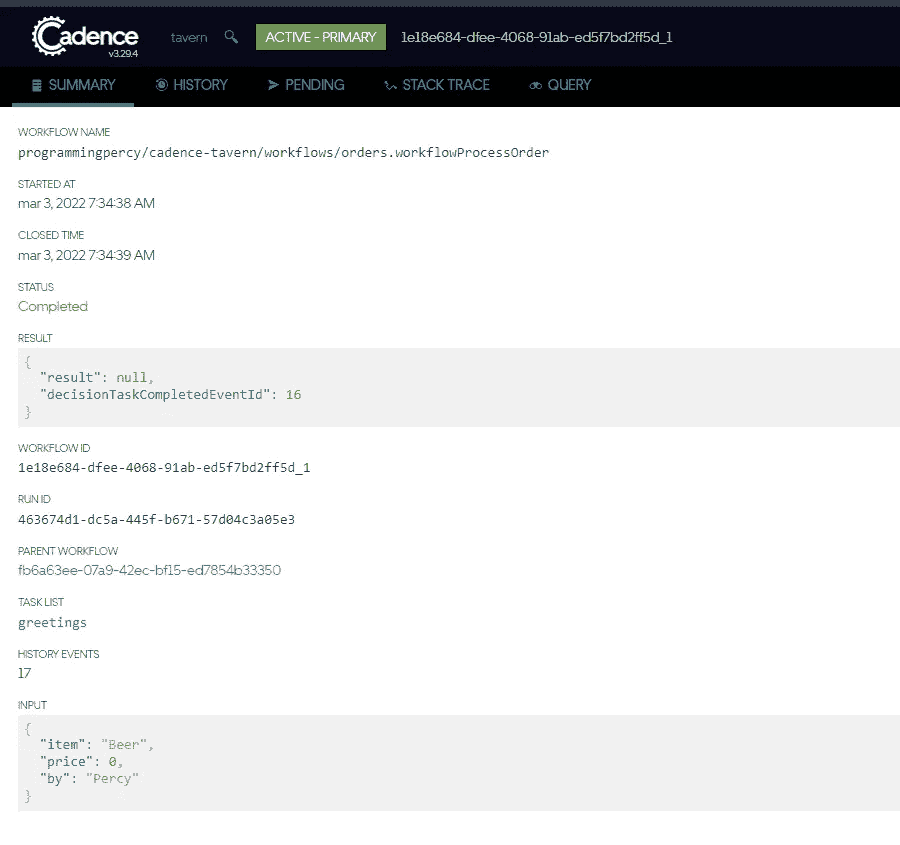 Cadence
v3.29.4
tavern
ACTIVE - PRIMARY
1e18e684-dfee-4068-91ab-ed5f7bd2ff5d_1
SUMMARY
HISTORY
PENDING
STACK TRACE
QUERY
WORKFLOW NAME
programmingpercy/cadence-tavern/workflows/orders.workflowProcessOrder
STARTED AT
mar 3, 2022 7:34:38 AM
CLOSED TIME
mar 3, 2022 7:34:39 AM
STATUS
Completed
RESULT
{
"result": null,
"decisionTaskCompletedEventId": 16
}
WORKFLOW ID
1e18e684-dfee-4068-91ab-ed5f7bd2ff5d_1
RUN ID
463674d1-dc5a-445f-b671-57d04c3a05e3
PARENT WORKFLOW
fb6a63ee-07a9-42ec-bf15-ed7854b33350
TASK LIST
greetings
HISTORY EVENTS
17
INPUT
{
"item": "Beer",
"price": 0,
"by": "Percy"
}